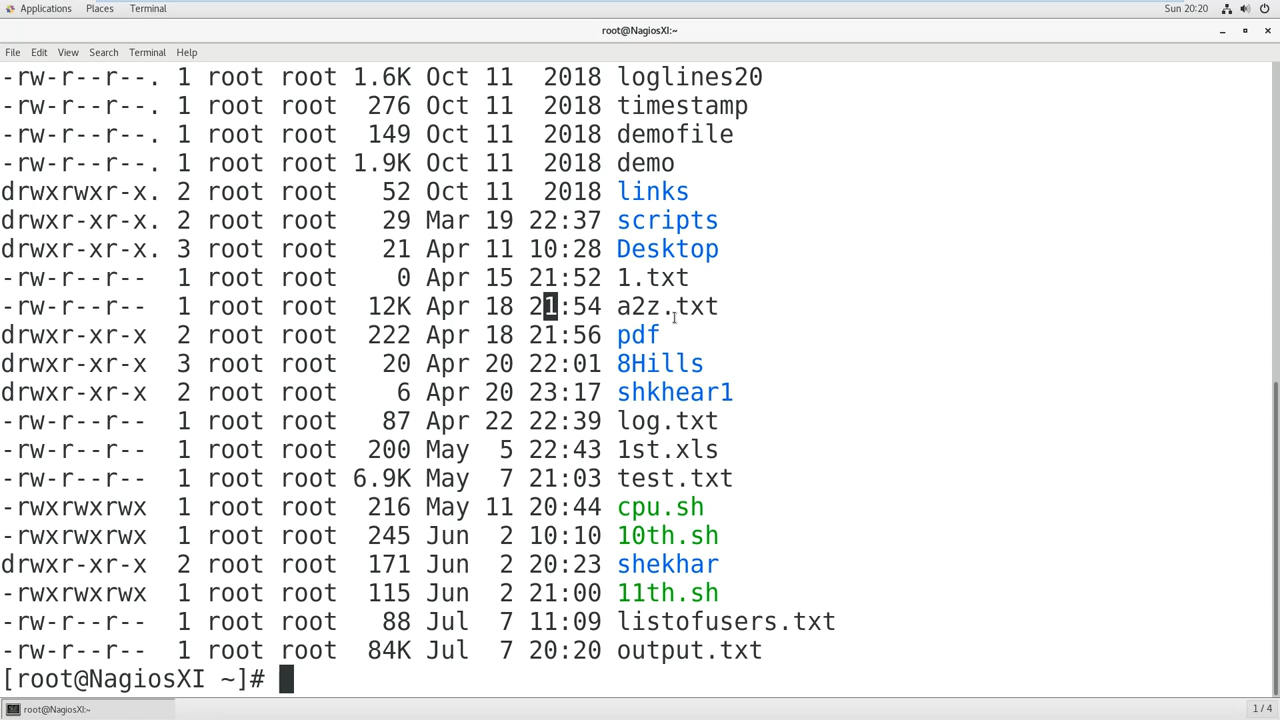 Applications Places Terminal Sun 20:20
root@NagiosXI:~
File Edit View Search Terminal Help
-rw-r--r--. 1 root root 1.6K Oct 11  2018 loglines20
-rw-r--r--. 1 root root  276 Oct 11  2018 timestamp
-rw-r--r--. 1 root root  149 Oct 11  2018 demofile
-rw-r--r--. 1 root root 1.9K Oct 11  2018 demo
drwxrwxr-x. 2 root root   52 Oct 11  2018 links
drwxr-xr-x. 2 root root   29 Mar 19 22:37 scripts
drwxr-xr-x. 3 root root   21 Apr 11 10:28 Desktop
-rw-r--r--  1 root root    0 Apr 15 21:52 1.txt
-rw-r--r--  1 root root  12K Apr 18 21:54 a2z.txt
drwxr-xr-x  2 root root  222 Apr 18 21:56 pdf
drwxr-xr-x  3 root root   20 Apr 20 22:01 8Hills
drwxr-xr-x  2 root root    6 Apr 20 23:17 shkhear1
-rw-r--r--  1 root root   87 Apr 22 22:39 log.txt
-rw-r--r--  1 root root  200 May  5 22:43 1st.xls
-rw-r--r--  1 root root 6.9K May  7 21:03 test.txt
-rwxrwxrwx  1 root root  216 May 11 20:44 cpu.sh
-rwxrwxrwx  1 root root  245 Jun  2 10:10 10th.sh
drwxr-xr-x  2 root root  171 Jun  2 20:23 shekhar
-rwxrwxrwx  1 root root  115 Jun  2 21:00 11th.sh
-rw-r--r--  1 root root   88 Jul  7 11:09 listofusers.txt
-rw-r--r--  1 root root  84K Jul  7 20:20 output.txt
[root@NagiosXI ~]#
root@NagiosXI:~ 1 / 4